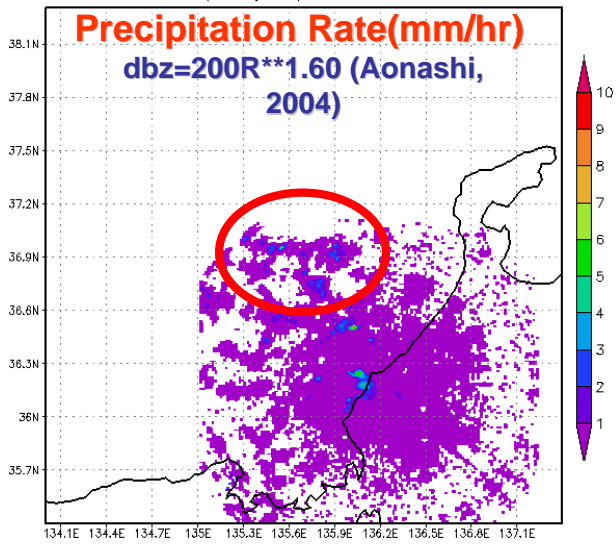 Precipitation Rate(mm/hr)
dbz=200R**1.60 (Aonashi,
2004)
38.1N
37.8N
37.5N
37.2N
36.9N
36.6N
36.3N
36N
35.7N
134.1E 134.4E 134.7E 135E 135.3E 135.6E 135.9E 136.2E 136.5E 136.8E 137.1E
10
9
8
7
6
5
4
3
2
1